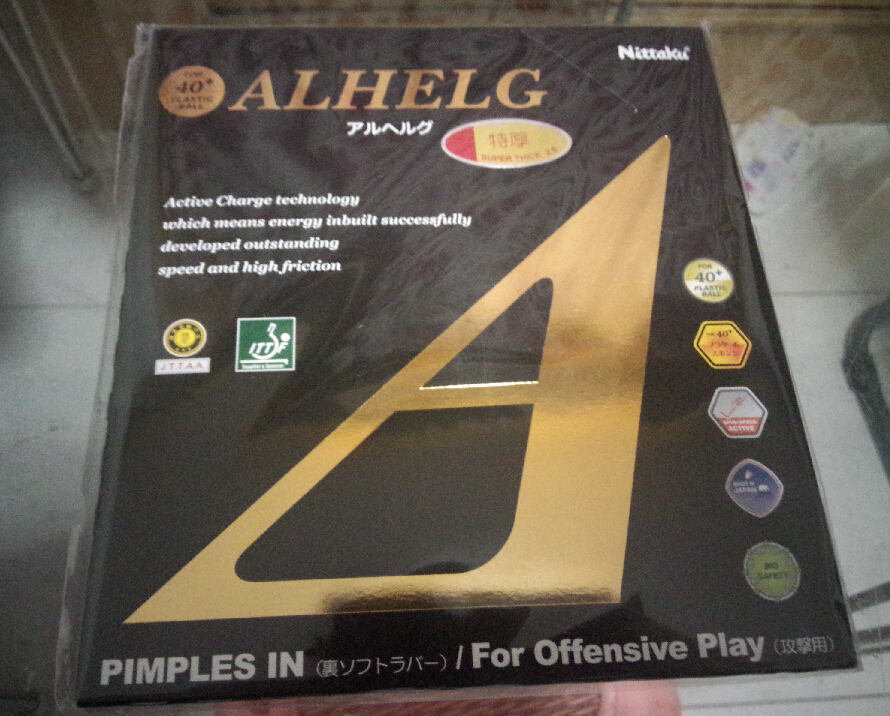 Nittaku
FOR
40+
PLASTIC
BALL
ALHELG
アルヘルグ
特厚
SUPER THICK
Active Charge technology
which means energy inbuilt successfully
developed outstanding
speed and high friction
J.T.T.A.A.
ITTF
FOR
40+
PLASTIC
BALL
40+
ACTIVE
MADE IN
JAPAN
SAFETY
PIMPLES IN (裏ソフトラバー) / For Offensive Play (攻撃用)